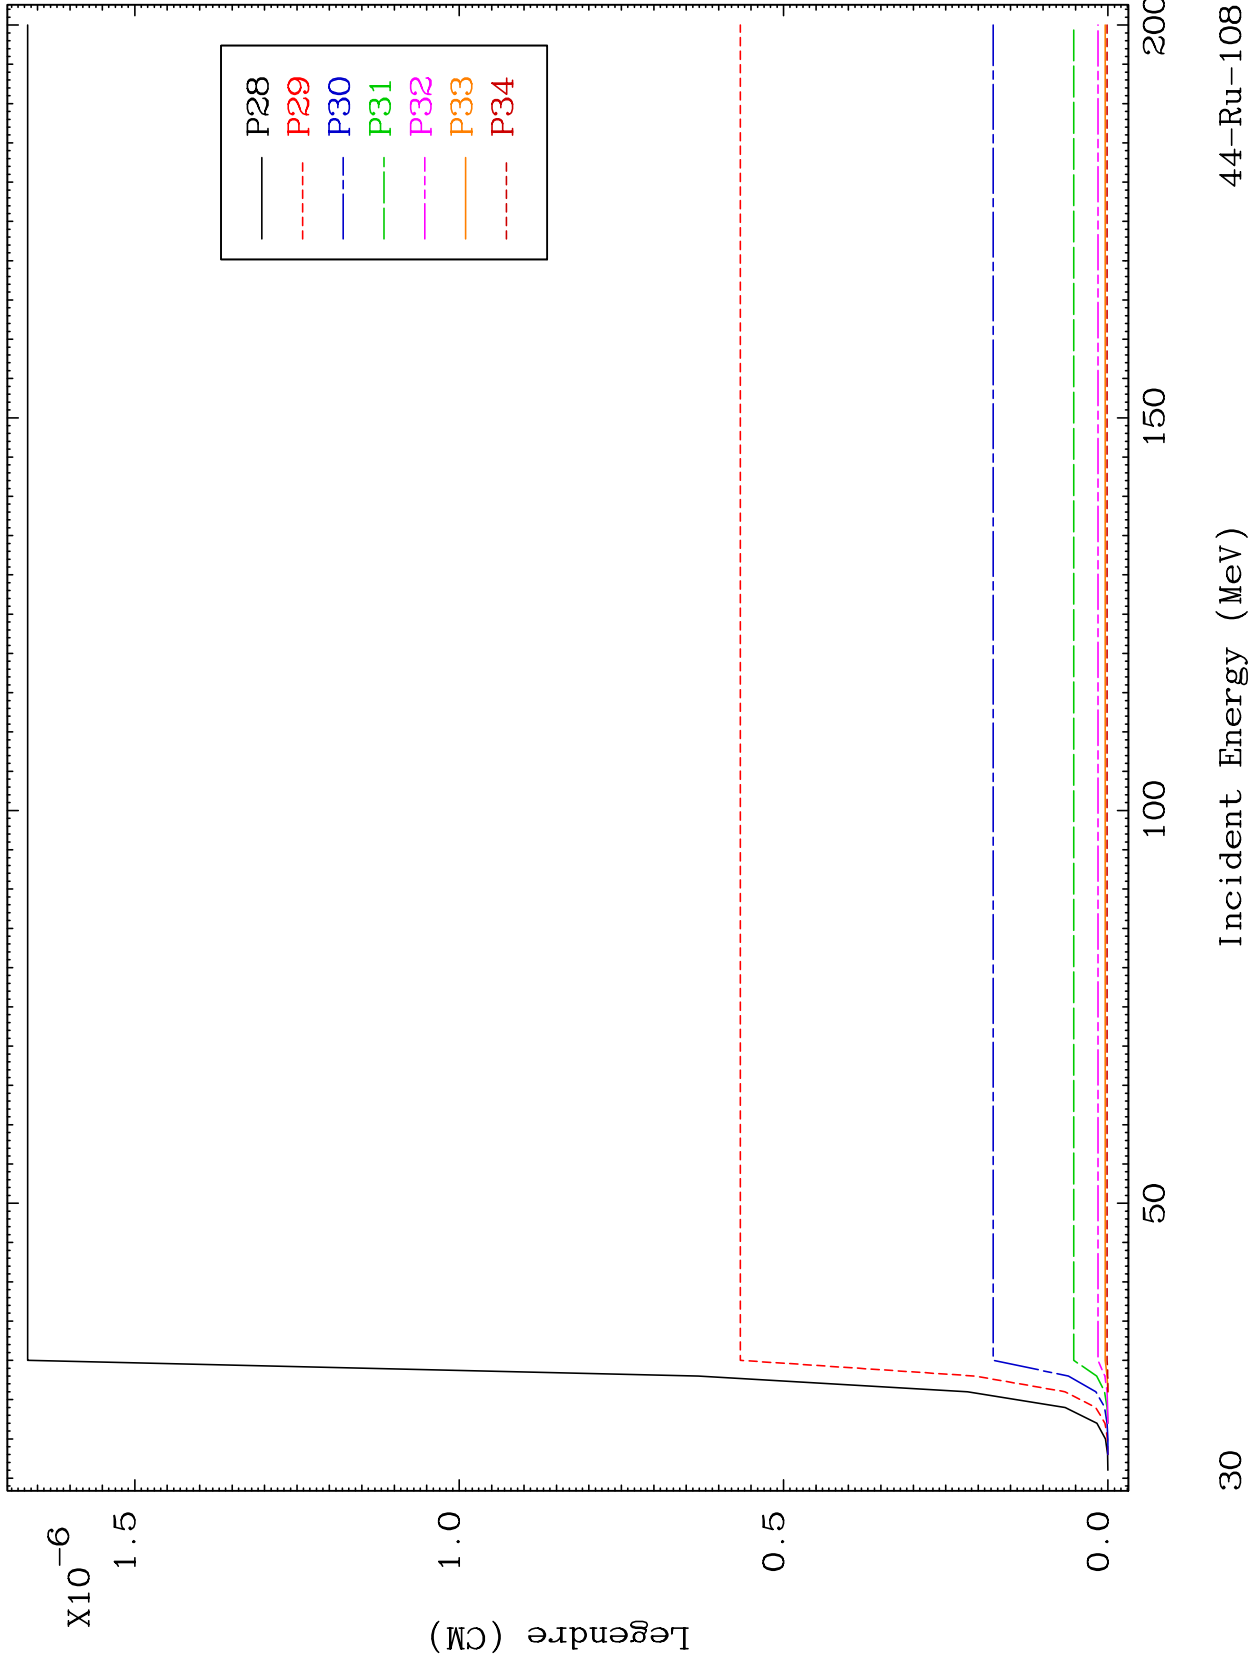 X10-6
1.5
1.0
0.5
0.0
Legendre (CM)
P28
P29
P30
P31
P32
P33
P34
50
100
150
200
30
Incident Energy (MeV)
44-Ru-108